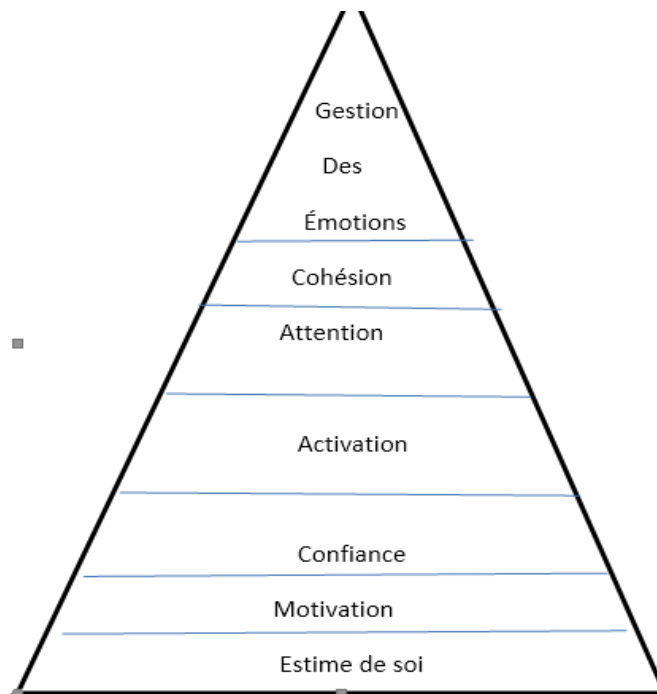 Gestion
Des
Émotions
Cohésion
Attention
Activation
Confiance
Motivation
Estime de soi